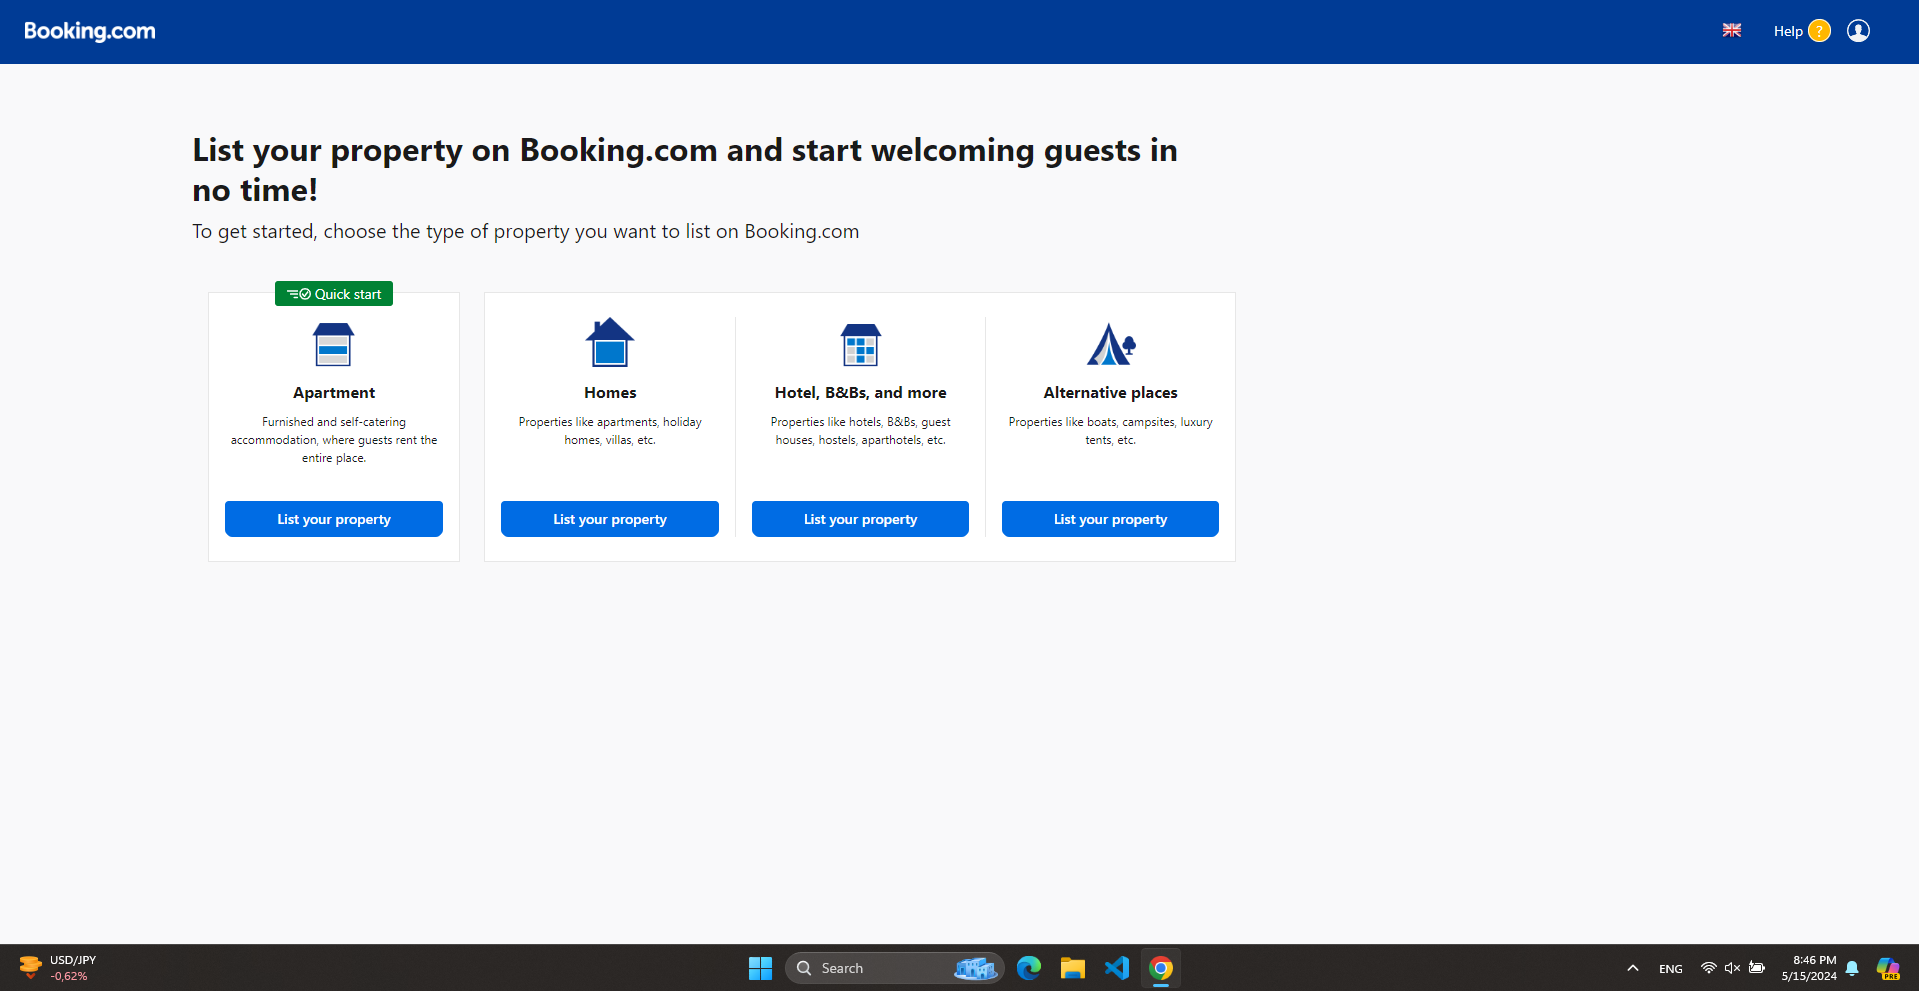 Booking.com
Help ?
List your property on Booking.com and start welcoming guests in
no time!
To get started, choose the type of property you want to list on Booking.com
Quick start
Apartment
Furnished and self-catering
accommodation, where guests rent the
entire place.
List your property
Homes
Properties like apartments, holiday
homes, villas, etc.
List your property
Hotel, B&Bs, and more
Properties like hotels, B&Bs, guest
houses, hostels, aparthotels, etc.
List your property
Alternative places
Properties like boats, campsites, luxury
tents, etc.
List your property
USD/JPY
-0,62%
Search
ENG
8:46 PM
5/15/2024
PRE